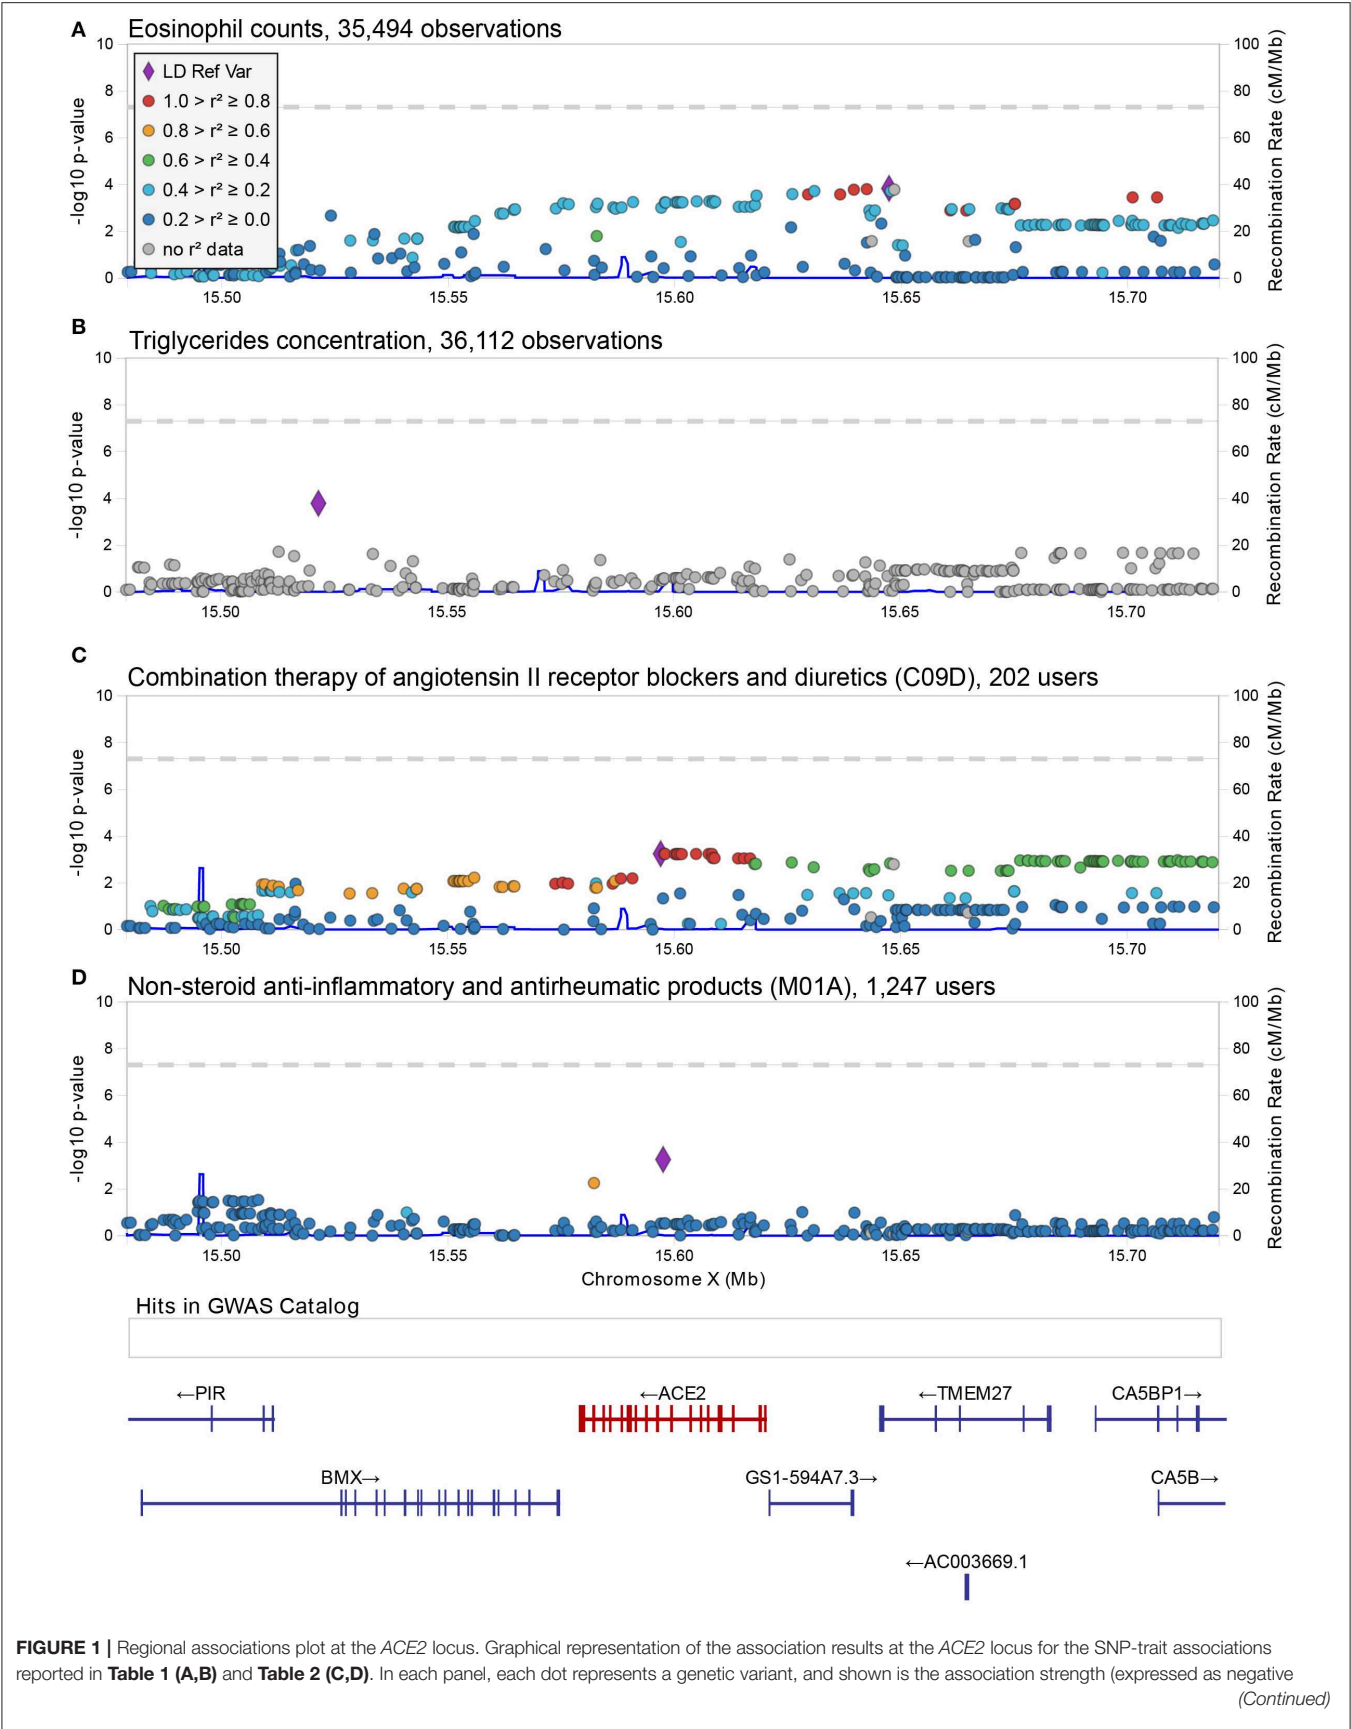 A
Eosinophil counts, 35,494 observations
LD Ref Var
1.0 > r² ≥ 0.8
0.8 > r² ≥ 0.6
0.6 > r² ≥ 0.4
0.4 > r² ≥ 0.2
0.2 > r² ≥ 0.0
no r² data
-log10 p-value
10
8
6
4
2
0
Recombination Rate (cM/Mb)
100
80
60
40
20
0
15.50 15.55 15.60 15.65 15.70
B
Triglycerides concentration, 36,112 observations
-log10 p-value
10
8
6
4
2
0
Recombination Rate (cM/Mb)
100
80
60
40
20
0
15.50 15.55 15.60 15.65 15.70
C
Combination therapy of angiotensin II receptor blockers and diuretics (C09D), 202 users
-log10 p-value
10
8
6
4
2
0
Recombination Rate (cM/Mb)
100
80
60
40
20
0
15.50 15.55 15.60 15.65 15.70
D
Non-steroid anti-inflammatory and antirheumatic products (M01A), 1,247 users
-log10 p-value
10
8
6
4
2
0
Recombination Rate (cM/Mb)
100
80
60
40
20
0
15.50 15.55 15.60 15.65 15.70
Chromosome X (Mb)
Hits in GWAS Catalog
←PIR ←ACE2 ←TMEM27 CA5BP1→
BMX→ GS1-594A7.3→ CA5B→
←AC003669.1
FIGURE 1 | Regional associations plot at the ACE2 locus. Graphical representation of the association results at the ACE2 locus for the SNP-trait associations
reported in Table 1 (A,B) and Table 2 (C,D). In each panel, each dot represents a genetic variant, and shown is the association strength (expressed as negative
(Continued)